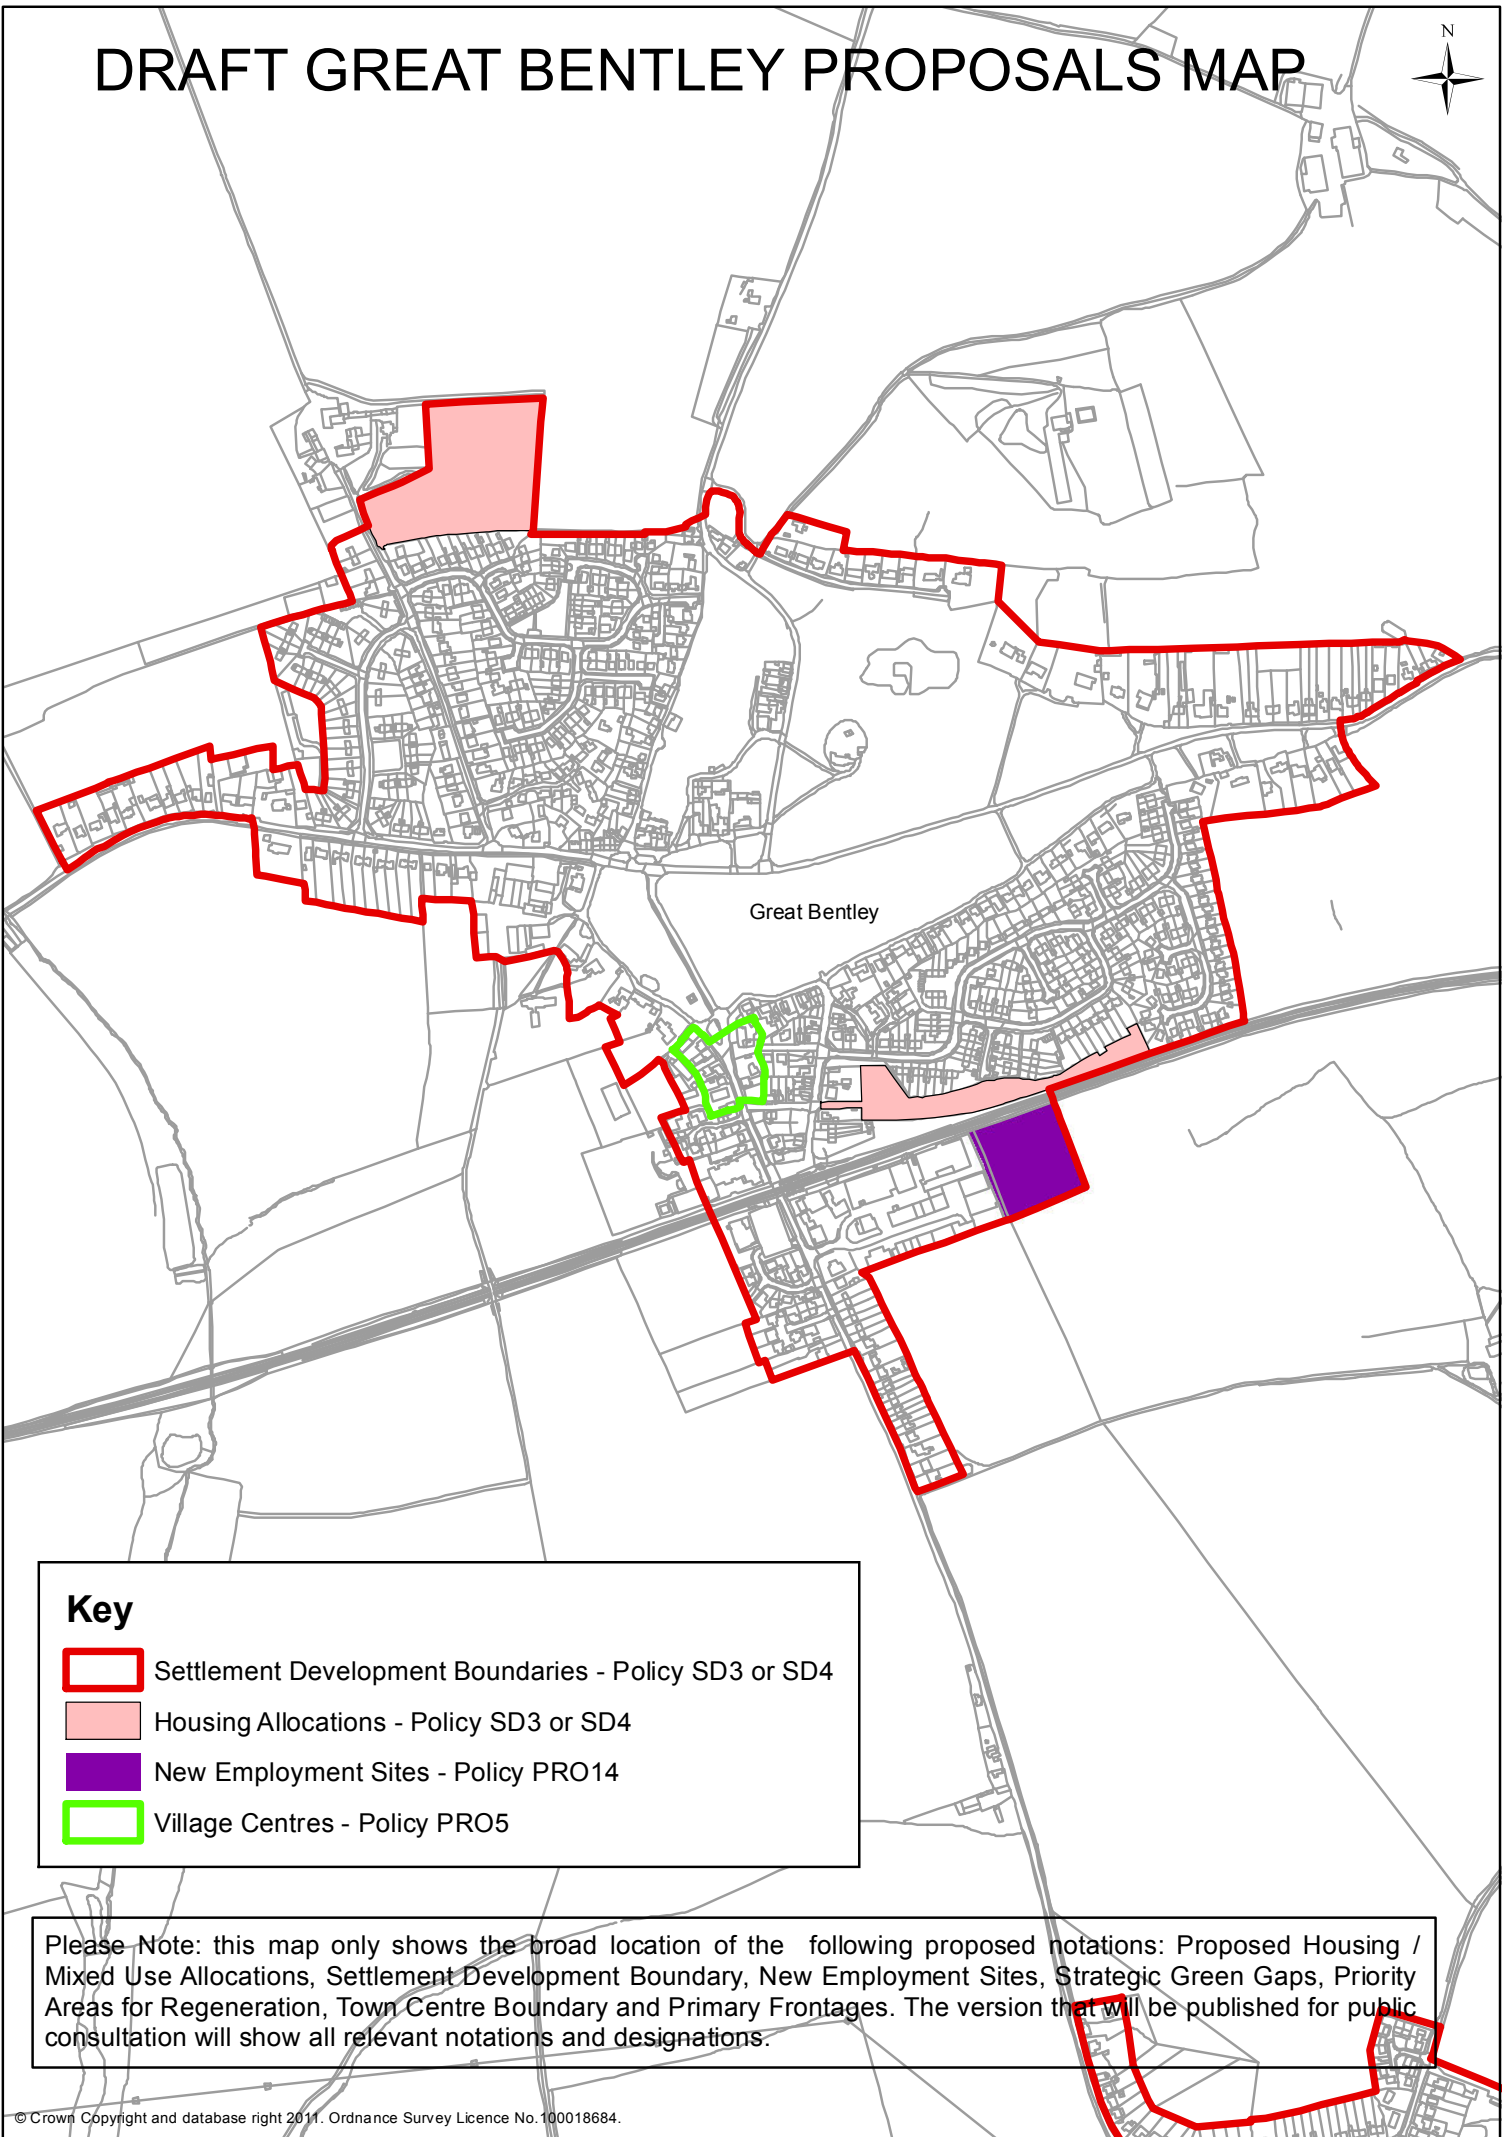 DRAFT GREAT BENTLEY PROPOSALS MAP
N
Great Bentley
Key
Settlement Development Boundaries - Policy SD3 or SD4
Housing Allocations - Policy SD3 or SD4
New Employment Sites - Policy PRO14
Village Centres - Policy PRO5
Please Note: this map only shows the broad location of the following proposed notations: Proposed Housing /
Mixed Use Allocations, Settlement Development Boundary, New Employment Sites, Strategic Green Gaps, Priority
Areas for Regeneration, Town Centre Boundary and Primary Frontages. The version that will be published for public
consultation will show all relevant notations and designations.
© Crown Copyright and database right 2011. Ordnance Survey Licence No.100018684.